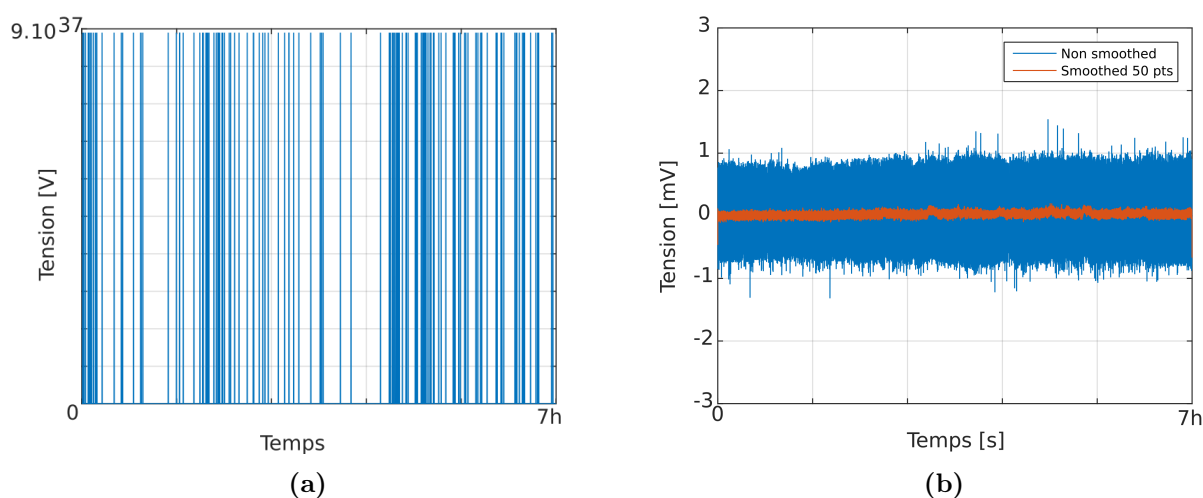 9.10^37
Tension [V]
0
7h
Temps
(a)
3
2
1
0
-1
-2
-3
Tension [mV]
Non smoothed
Smoothed 50 pts
0
7h
Temps [s]
(b)